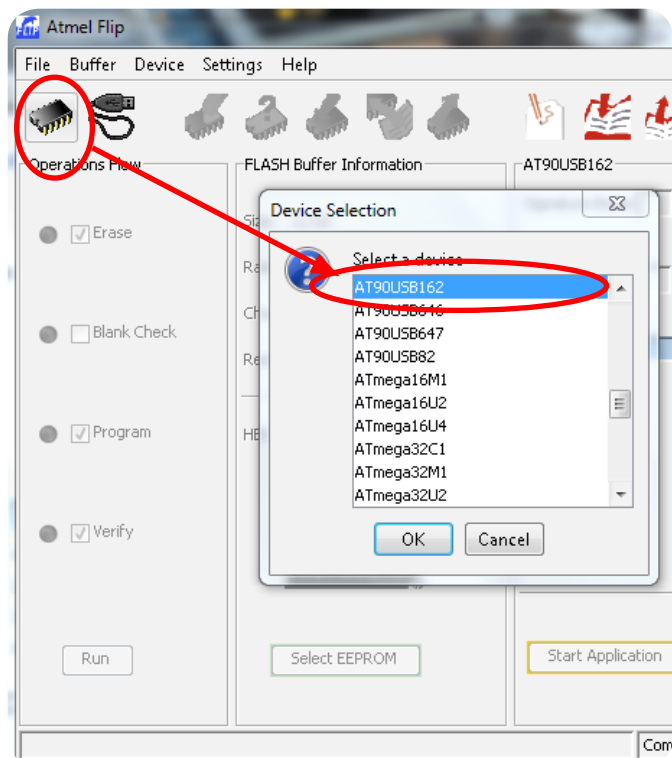 Atmel Flip
File Buffer Device Settings Help
Operations Flow
FLASH Buffer Information
AT90USB162
Device Selection
Select a device
AT90USB162
AT90USB646
AT90USB647
AT90USB82
ATmega16M1
ATmega16U2
ATmega16U4
ATmega32C1
ATmega32M1
ATmega32U2
OK Cancel
Erase
Blank Check
Program
Verify
Run
Select EEPROM
Start Application